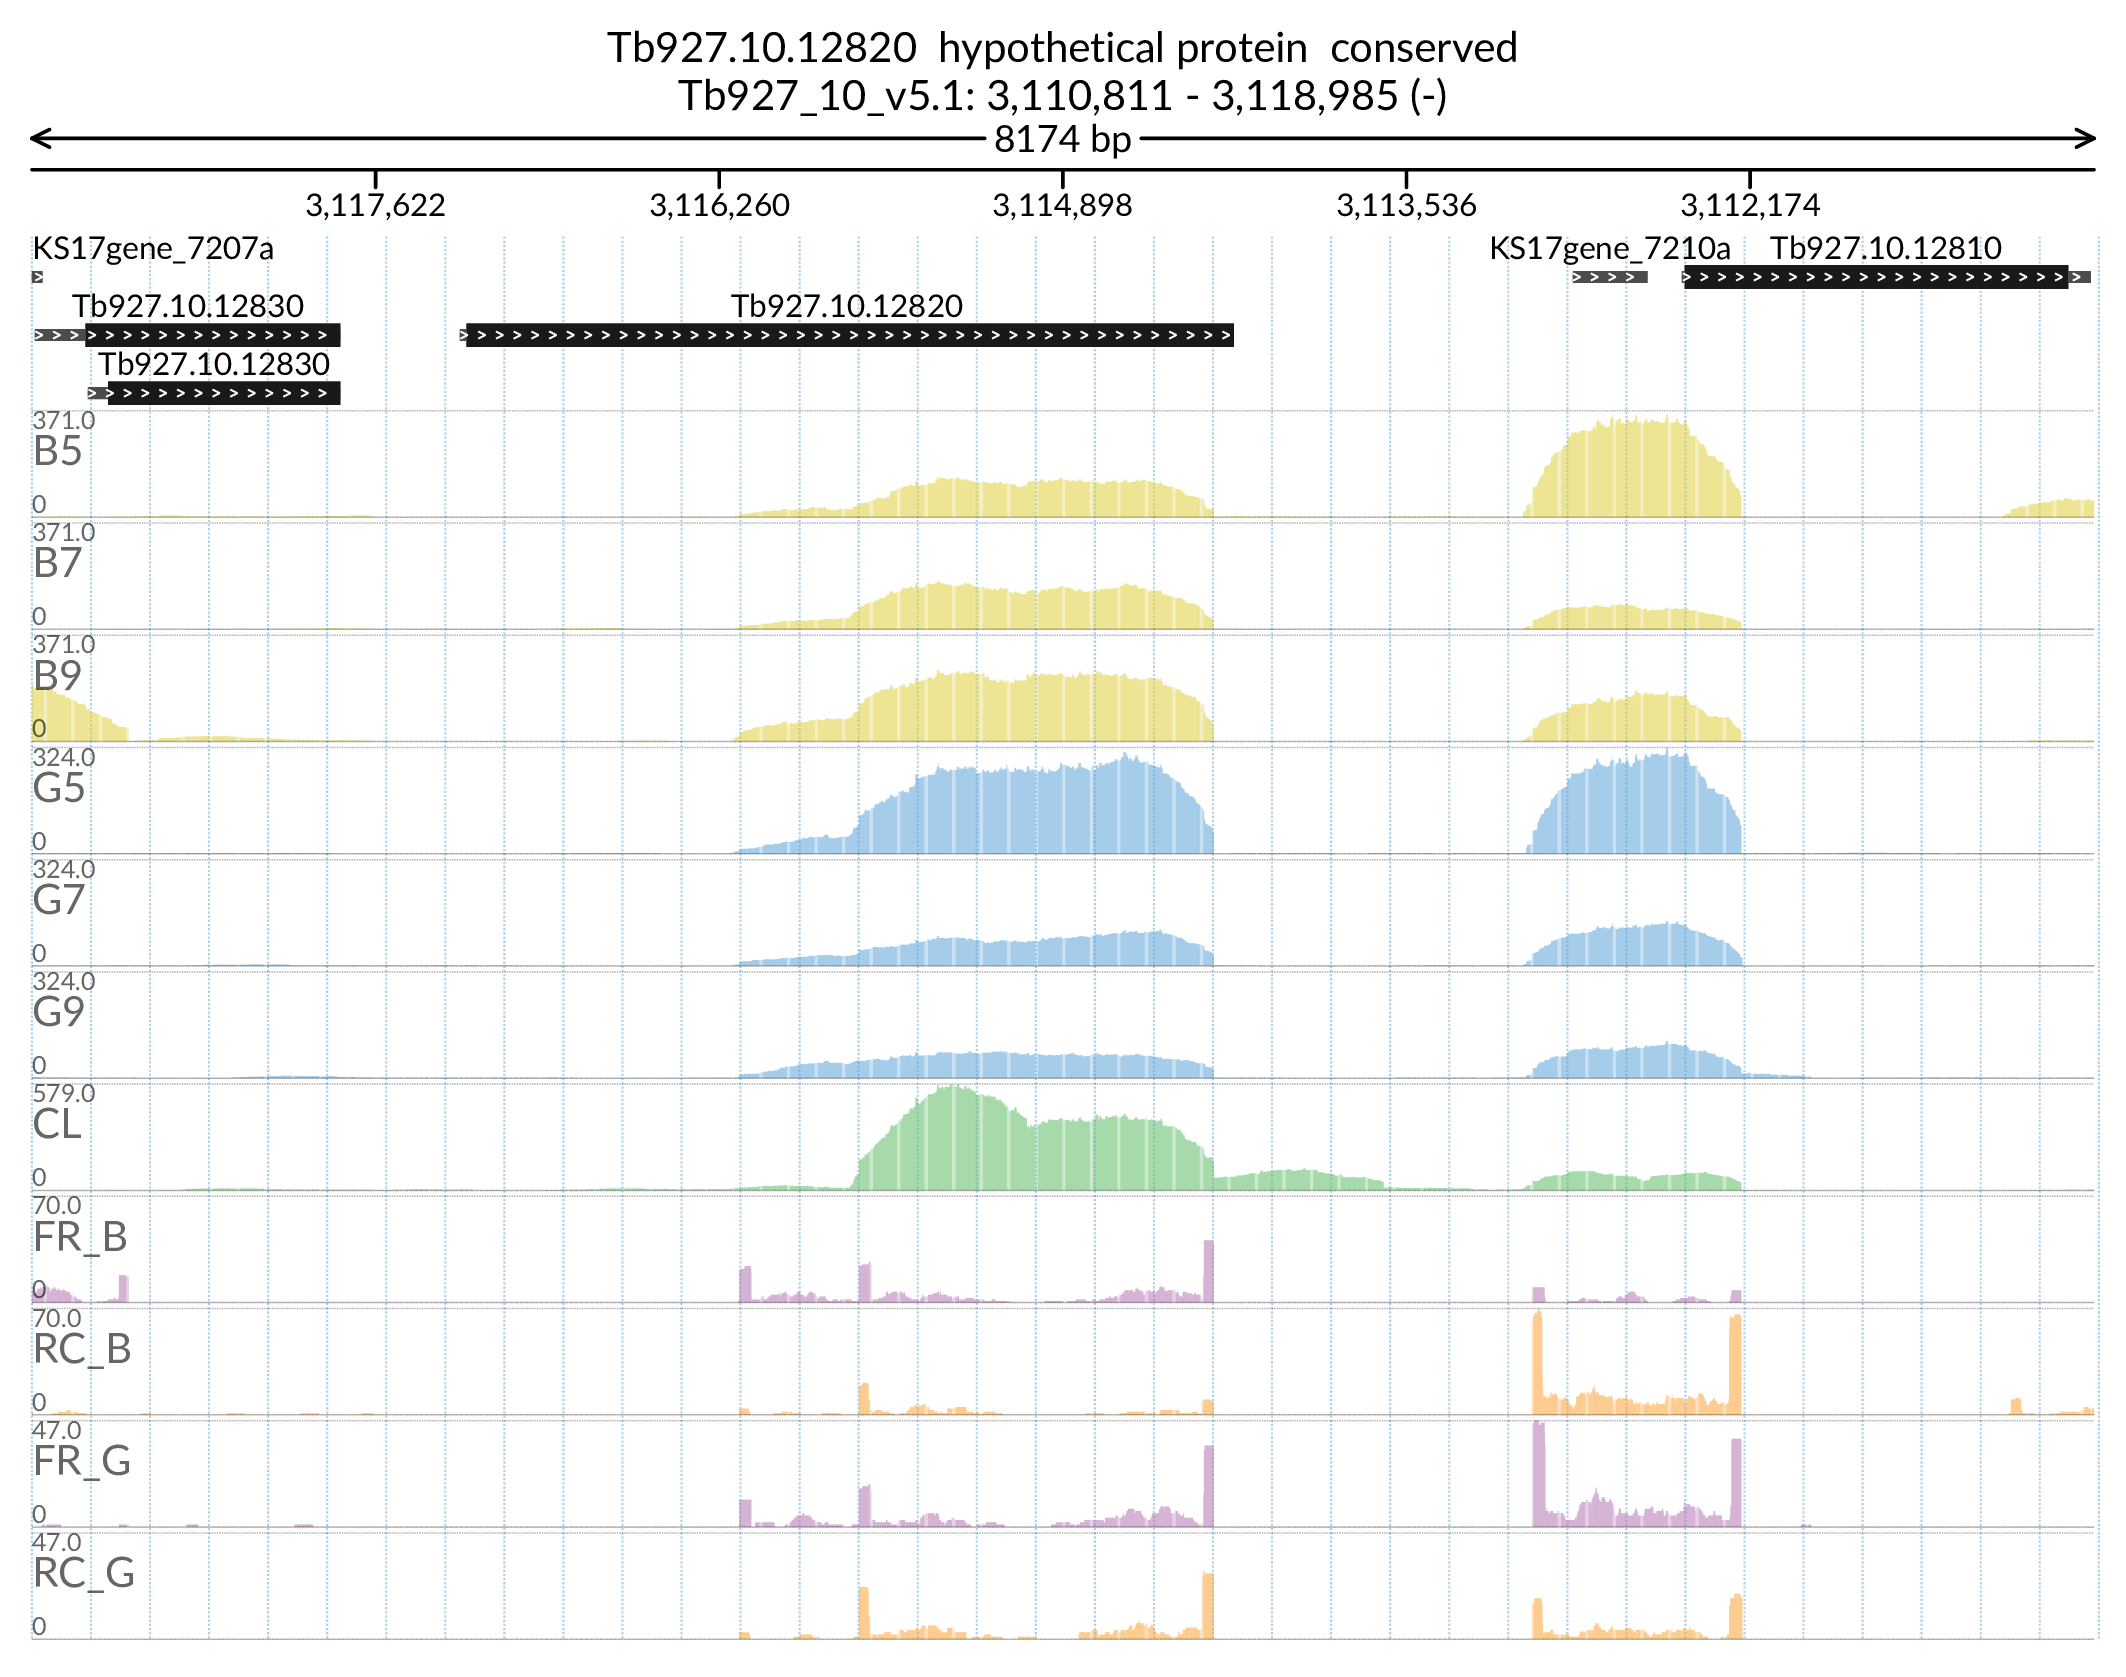 Tb927.10.12820  hypothetical protein  conserved
Tb927_10_v5.1: 3,110,811 - 3,118,985 (-)
8174 bp
3,117,622 3,116,260 3,114,898 3,113,536 3,112,174
KS17gene_7207a KS17gene_7210a Tb927.10.12810
Tb927.10.12830 Tb927.10.12820
Tb927.10.12830
371.0
B5
0
371.0
B7
0
371.0
B9
0
324.0
G5
0
324.0
G7
0
324.0
G9
0
579.0
CL
0
70.0
FR_B
0
70.0
RC_B
0
47.0
FR_G
0
47.0
RC_G
0